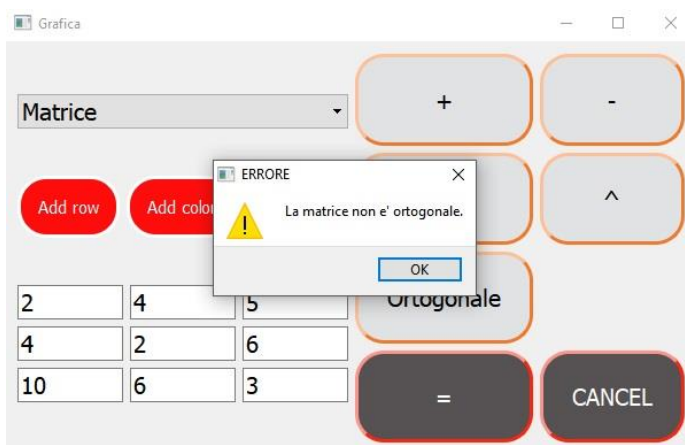 Grafica
Matrice
+
-
ERRORE
La matrice non e' ortogonale.
OK
Add row
^
2 4 5
Ortogonale
4 2 6
10 6 3
=
CANCEL